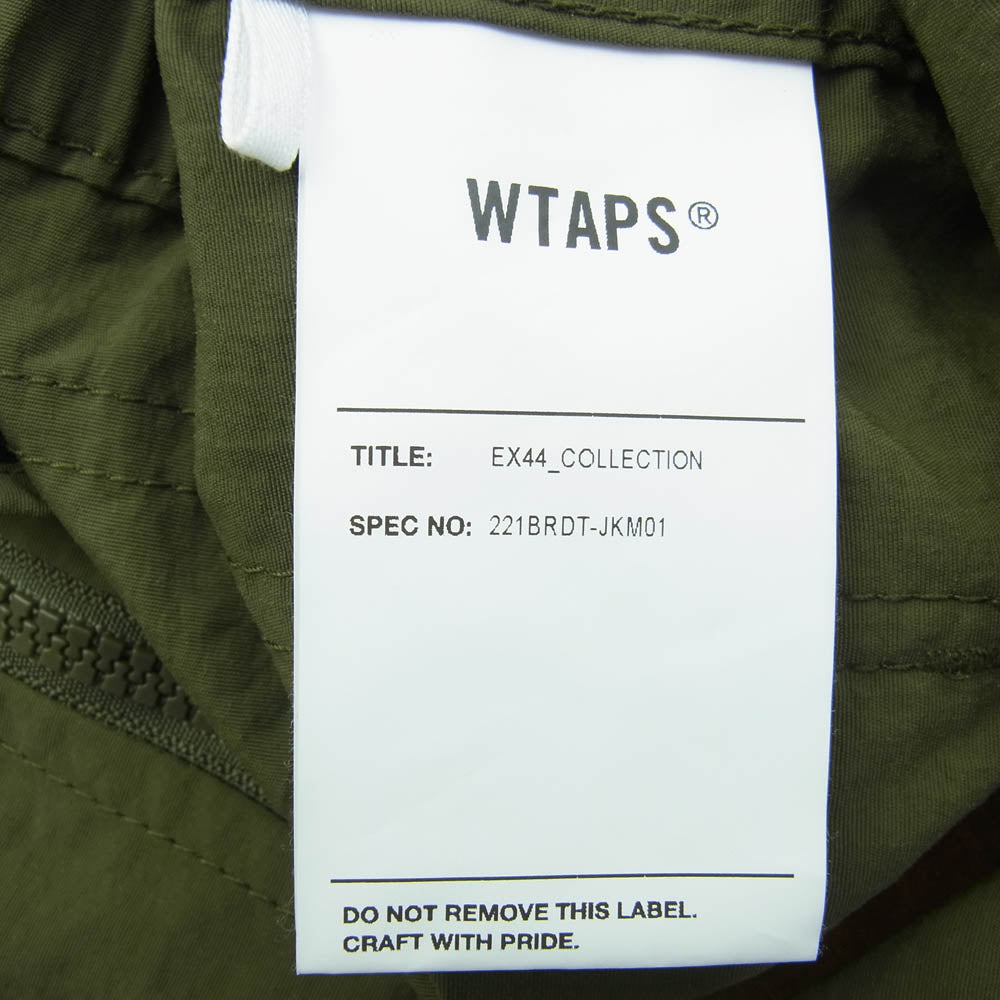 WTAPS®
TITLE: EX44_COLLECTION
SPEC NO: 221BRDT-JKM01
DO NOT REMOVE THIS LABEL.
CRAFT WITH PRIDE.